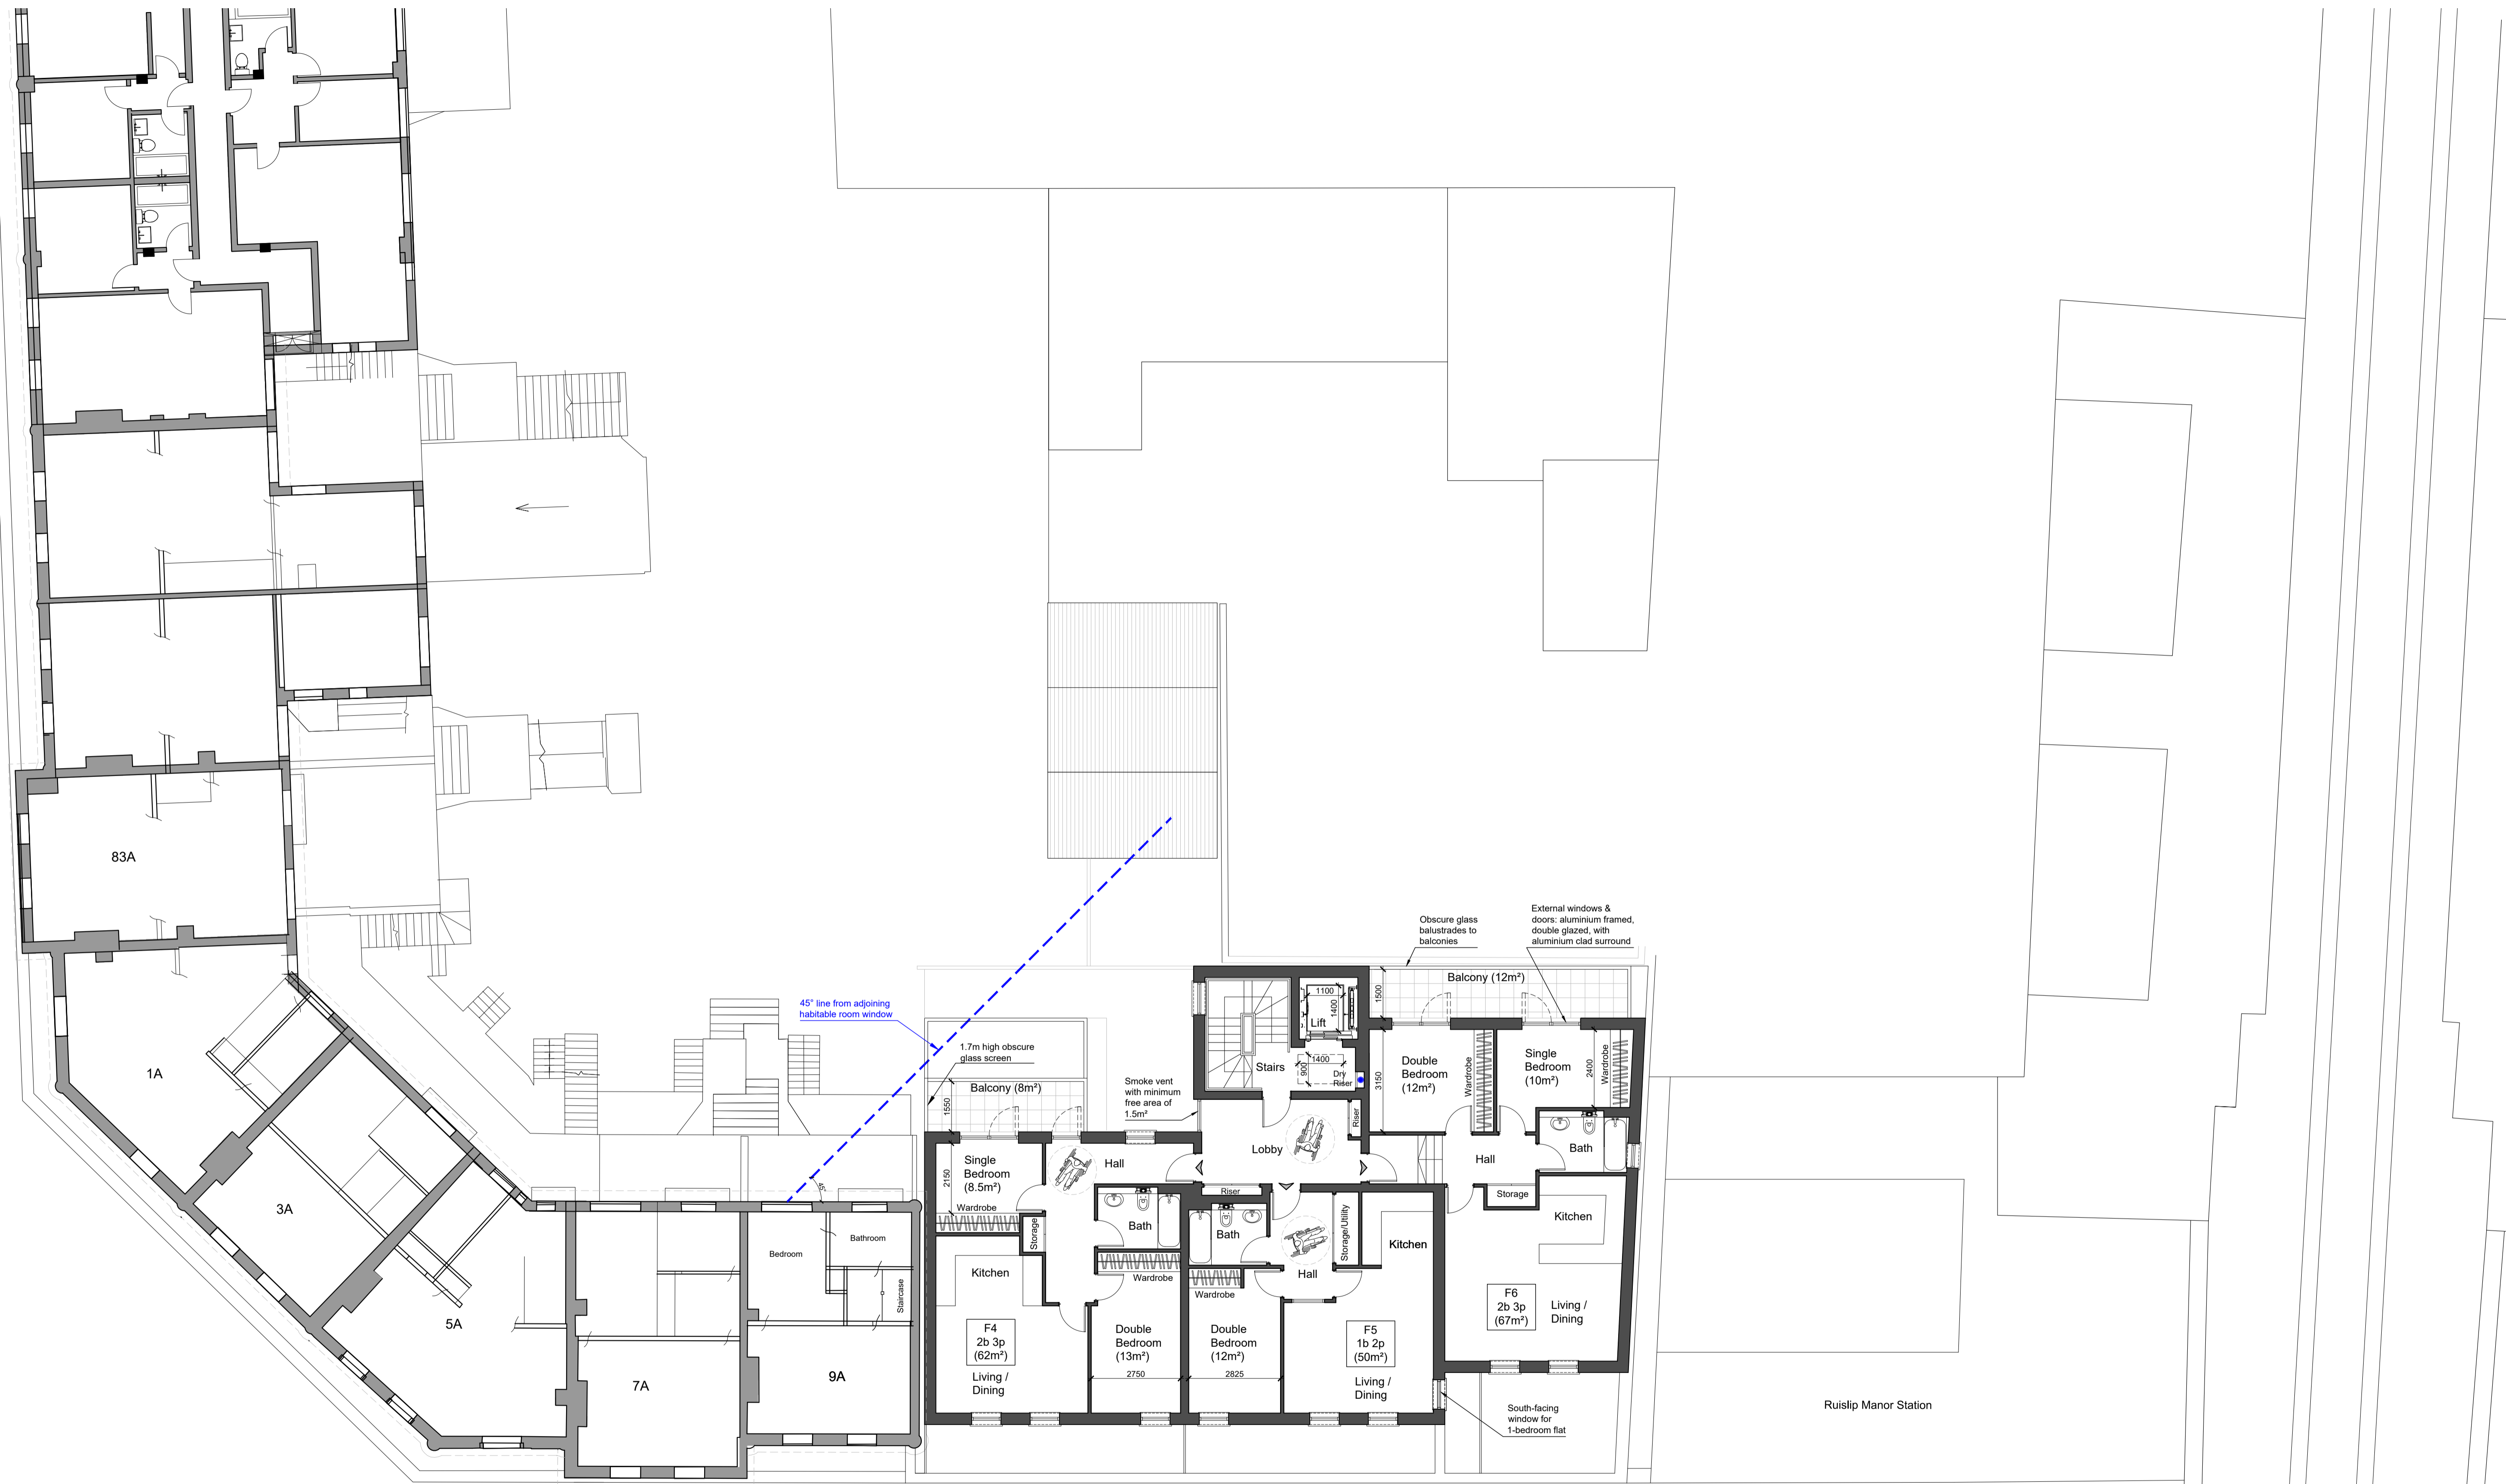 83A
1A
3A
5A
7A
9A
Bedroom
Bathroom
Staircase
45° line from adjoining
habitable room window
45°
1.7m high obscure
glass screen
Balcony (8m²)
1550
Smoke vent
with minimum
free area of
1.5m²
Single
Bedroom
(8.5m²)
2150
Wardrobe
Storage
Hall
Bath
Kitchen
Wardrobe
F4
2b 3p
(62m²)
Living /
Dining
Double
Bedroom
(13m²)
2750
Stairs
Lift
1100
1400
1400
900
Dry
Riser
Riser
Lobby
Riser
Bath
Wardrobe
Hall
Storage/Utility
Kitchen
Double
Bedroom
(12m²)
2825
F5
1b 2p
(50m²)
Living /
Dining
Obscure glass
balustrades to
balconies
External windows &
doors: aluminium framed,
double glazed, with
aluminium clad surround
Balcony (12m²)
1500
Double
Bedroom
(12m²)
3150
Wardrobe
Single
Bedroom
(10m²)
2400
Wardrobe
Hall
Bath
Storage
Kitchen
F6
2b 3p
(67m²)
Living /
Dining
South-facing
window for
1-bedroom flat
Ruislip Manor Station